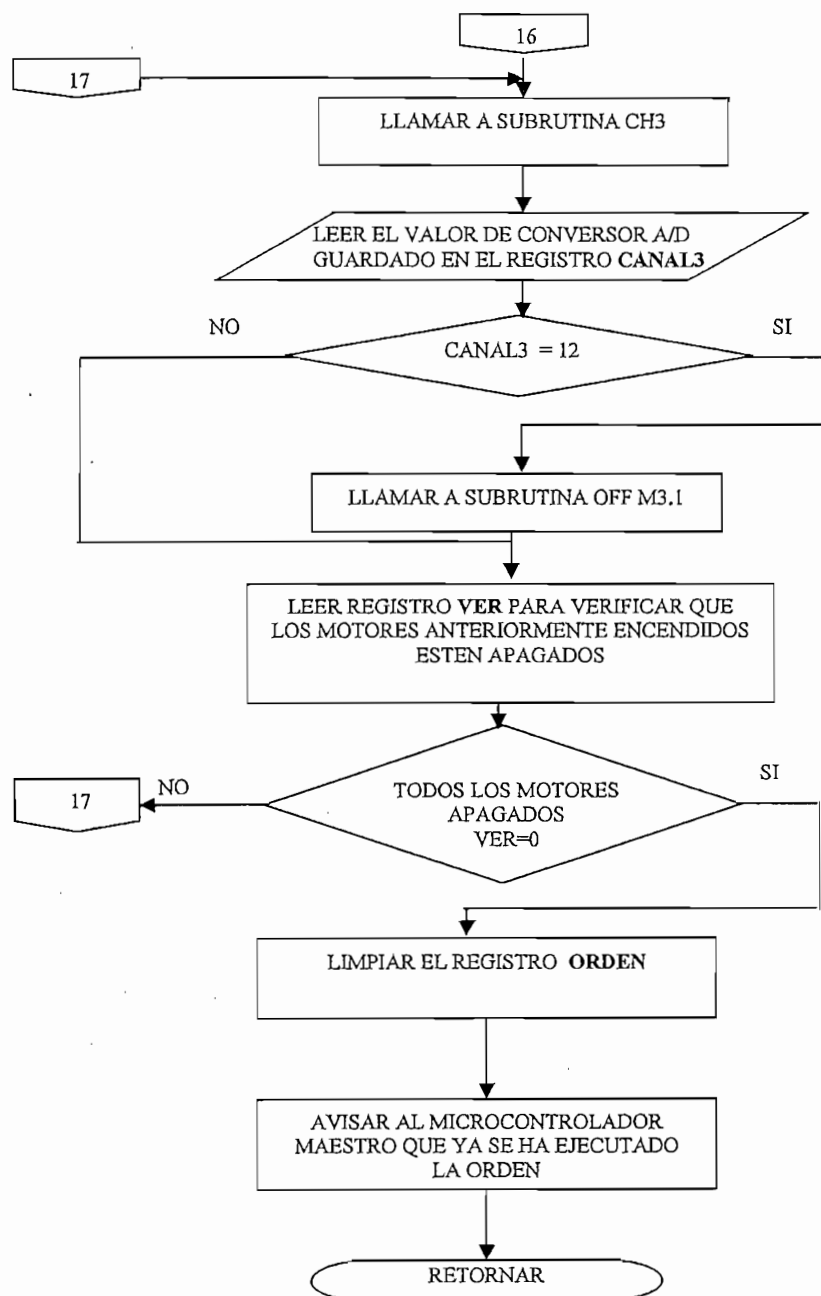 16
17
LLAMAR A SUBRUTINA CH3
LEER EL VALOR DE CONVERSOR A/D
GUARDADO EN EL REGISTRO CANAL3
NO
SI
CANAL3 = 12
LLAMAR A SUBRUTINA OFF M3.1
LEER REGISTRO VER PARA VERIFICAR QUE
LOS MOTORES ANTERIORMENTE ENCENDIDOS
ESTEN APAGADOS
17
NO
SI
TODOS LOS MOTORES
APAGADOS
VER=0
LIMPIAR EL REGISTRO ORDEN
AVISAR AL MICROCONTROLADOR
MAESTRO QUE YA SE HA EJECUTADO
LA ORDEN
RETORNAR